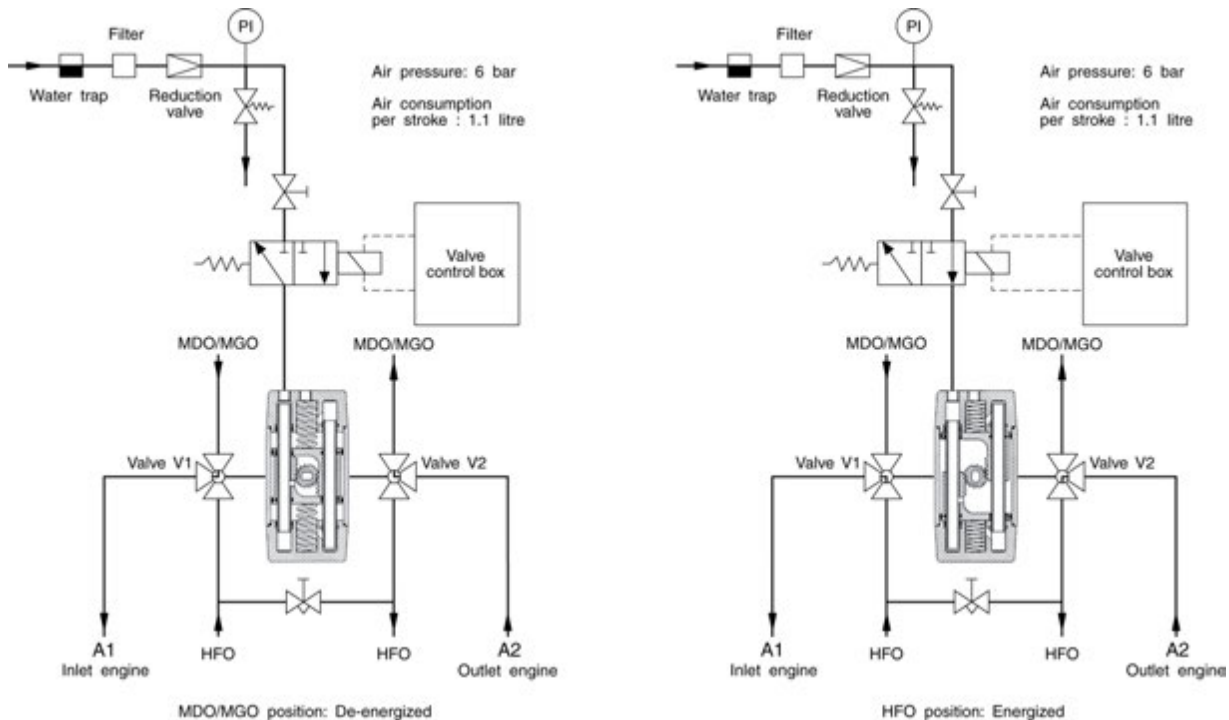 PI
Filter
Water trap
Reduction
valve
Air pressure: 6 bar
Air consumption
per stroke : 1.1 litre
Valve
control box
MDO/MGO
MDO/MGO
Valve V1
Valve V2
A1
Inlet engine
HFO
HFO
A2
Outlet engine
MDO/MGO position: De-energized
PI
Filter
Water trap
Reduction
valve
Air pressure: 6 bar
Air consumption
per stroke : 1.1 litre
Valve
control box
MDO/MGO
MDO/MGO
Valve V1
Valve V2
A1
Inlet engine
HFO
HFO
A2
Outlet engine
HFO position: Energized